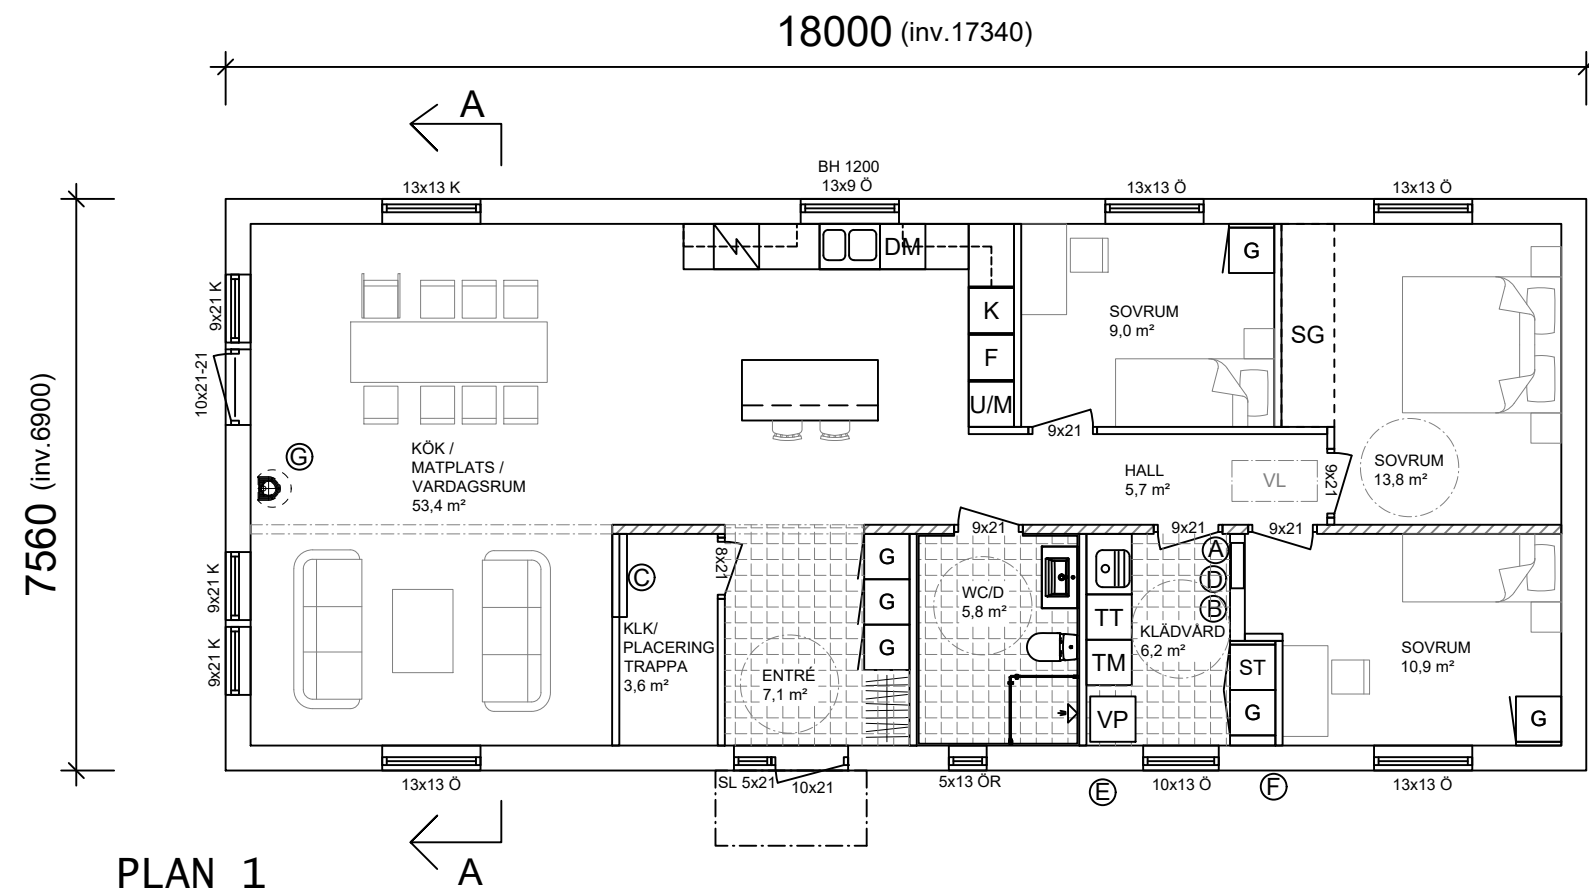 18000 (inv.17340)
A
BH 1200
13x13 K
13x9 Ö
13x13 Ö
13x13 Ö
DM
G
K
SOVRUM
9,0 m²
SG
F
U/M
9x21 K
10x21-21
9x21
7560 (inv.6900)
G
KÖK /
MATPLATS /
VARDAGSRUM
53,4 m²
HALL
5,7 m²
VL
9x21
SOVRUM
13,8 m²
9x21
9x21
9x21
8x21
9x21 K
9x21 K
C
G
G
G
WC/D
5,8 m²
A
D
B
TT
TM
VP
KLK/
PLACERING
TRAPPA
3,6 m²
ENTRÉ
7,1 m²
KLÄDVÅRD
6,2 m²
ST
G
SOVRUM
10,9 m²
G
13x13 Ö
SL 5x21
10x21
5x13 ÖR
E
10x13 Ö
F
13x13 Ö
A
PLAN 1